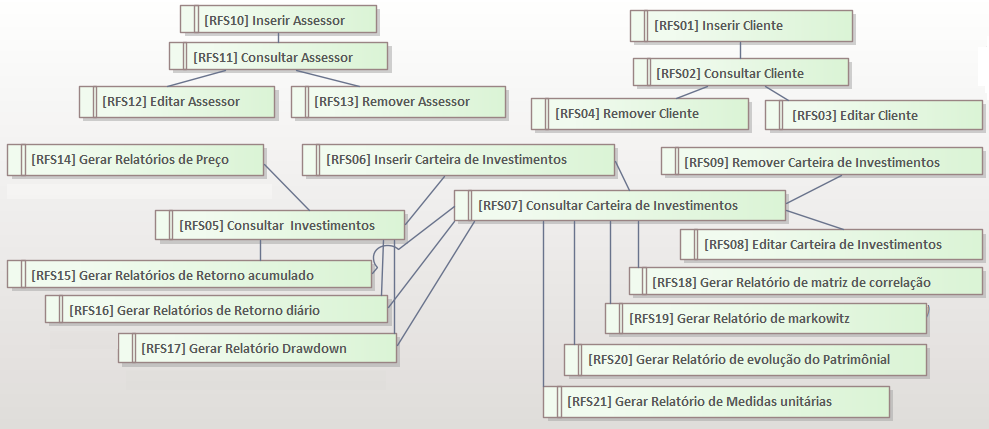 [RFS10] Inserir Assessor
[RFS01] Inserir Cliente
[RFS11] Consultar Assessor
[RFS02] Consultar Cliente
[RFS12] Editar Assessor
[RFS13] Remover Assessor
[RFS04] Remover Cliente
[RFS03] Editar Cliente
[RFS14] Gerar Relatórios de Preço
[RFS06] Inserir Carteira de Investimentos
[RFS09] Remover Carteira de Investimentos
[RFS07] Consultar Carteira de Investimentos
[RFS05] Consultar Investimentos
[RFS08] Editar Carteira de Investimentos
[RFS15] Gerar Relatórios de Retorno acumulado
[RFS18] Gerar Relatório de matriz de correlação
[RFS16] Gerar Relatórios de Retorno diário
[RFS19] Gerar Relatório de markowitz
[RFS17] Gerar Relatório Drawdown
[RFS20] Gerar Relatório de evolução do Patrimônial
[RFS21] Gerar Relatório de Medidas unitárias